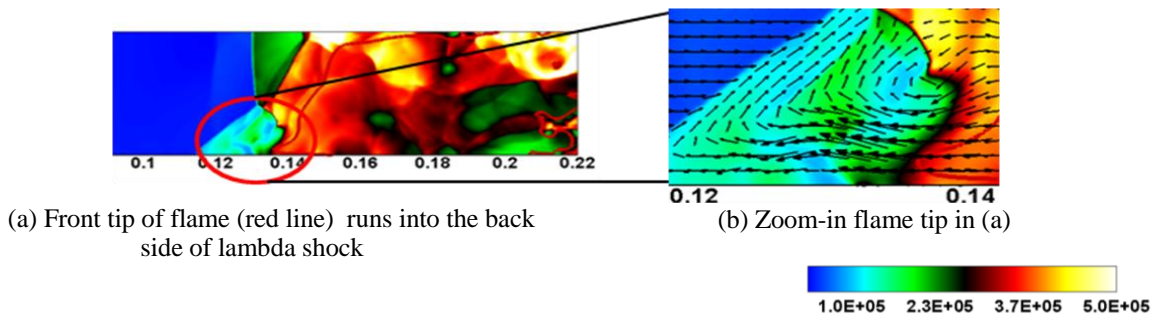 0.1 0.12 0.14 0.16 0.18 0.2 0.22
0.12 0.14
(a) Front tip of flame (red line) runs into the back
side of lambda shock
(b) Zoom-in flame tip in (a)
1.0E+05 2.3E+05 3.7E+05 5.0E+05